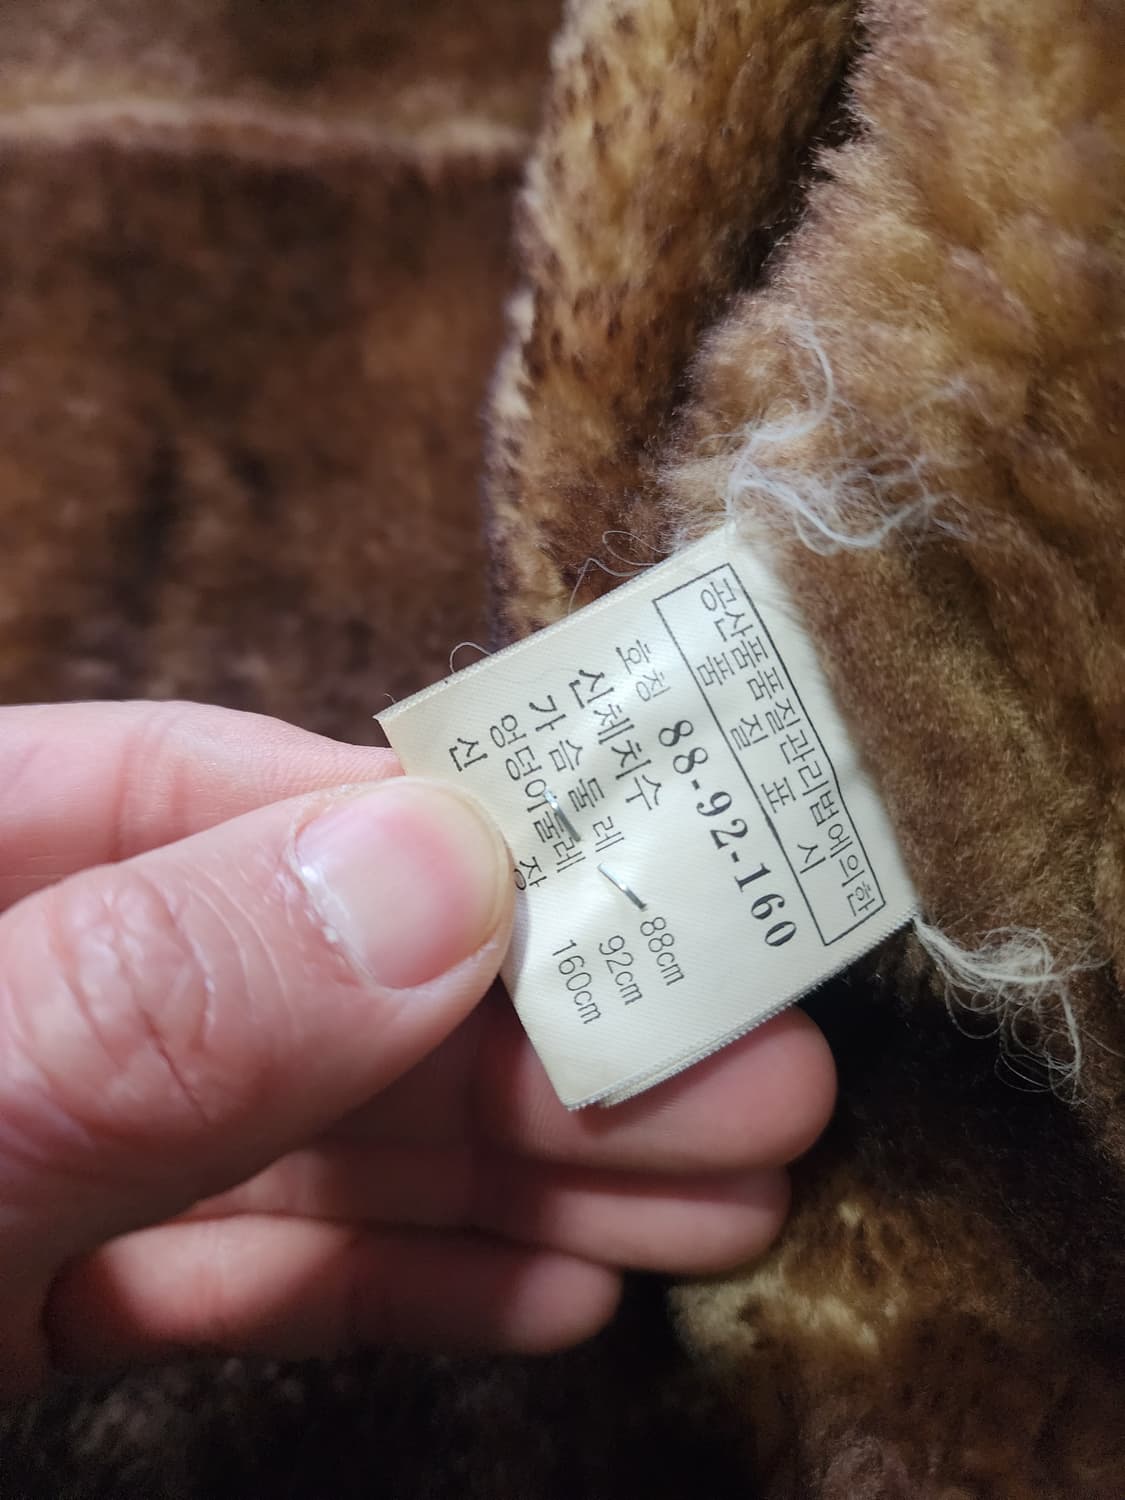 공산품품질관리법에의한
품 질 표 시
호칭 88-92-160
신체치수
가 슴 둘 레 88cm
엉덩이둘레 92cm
신 장 160cm